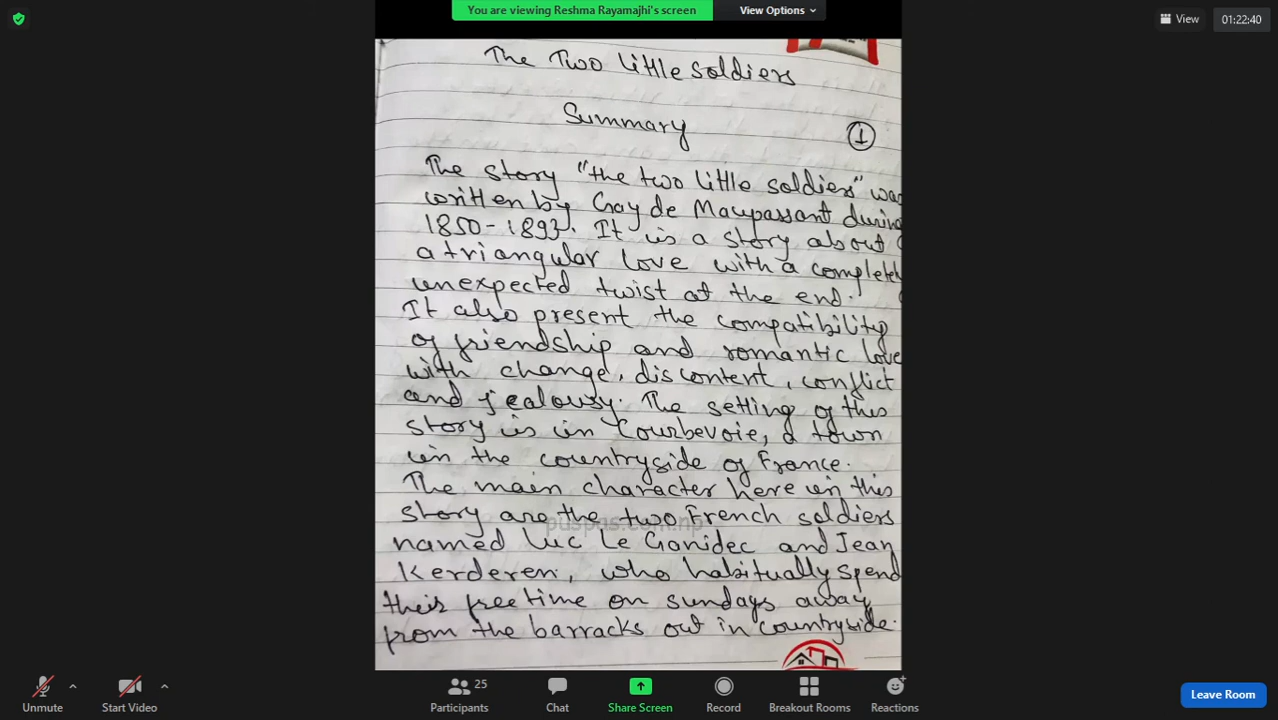 You are viewing Reshma Rayamajhi's screen
View Options
View
01:22:40
The Two little soldiers
Summary
1
The story "the two little soldiers" was
written by Gay de Maupassant during
1850-1893. It is a story about
a triangular love with a complete
unexpected twist at the end.
It also present the compatibility
of friendship and romantic love
with change, discontent, conflict
and jealousy. The setting of this
story is in Courbevoie, a town
in the countryside of France.
The main character here in this
story are the two French soldiers
puspas.com.np
named Luc Le Ganidec and Jean
Kerderen, who habitually spend
their free time on sundays away
from the barracks out in countryside.
Unmute
Start Video
25
Participants
Chat
Share Screen
Record
Breakout Rooms
Reactions
Leave Room